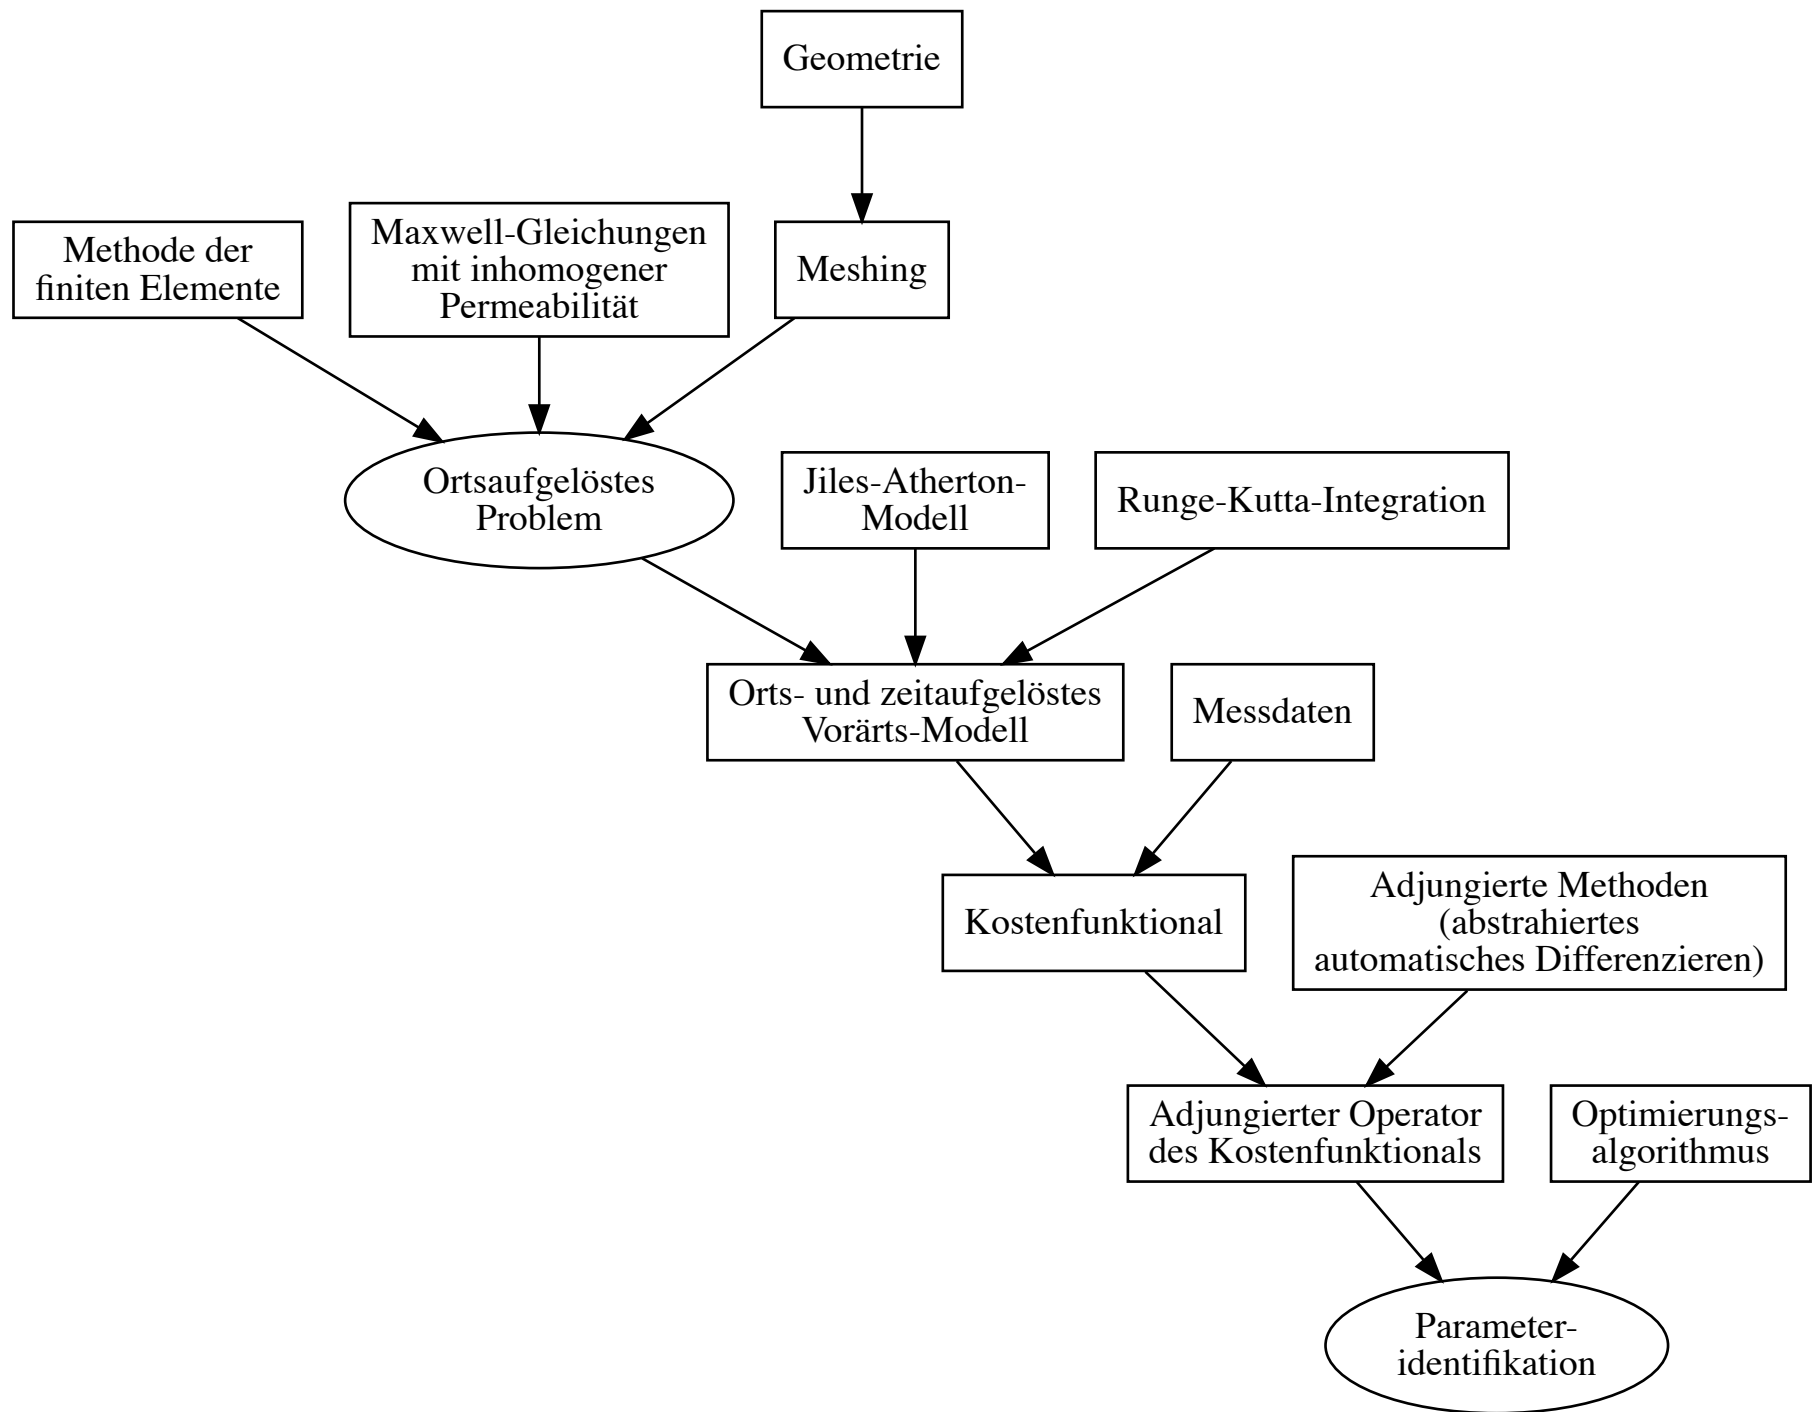 Geometrie
Methode der
finiten Elemente
Maxwell-Gleichungen
mit inhomogener
Permeabilität
Meshing
Ortsaufgelöstes
Problem
Jiles-Atherton-
Modell
Runge-Kutta-Integration
Orts- und zeitaufgelöstes
Vorärts-Modell
Messdaten
Kostenfunktional
Adjungierte Methoden
(abstrahiertes
automatisches Differenzieren)
Adjungierter Operator
des Kostenfunktionals
Optimierungs-
algorithmus
Parameter-
identifikation